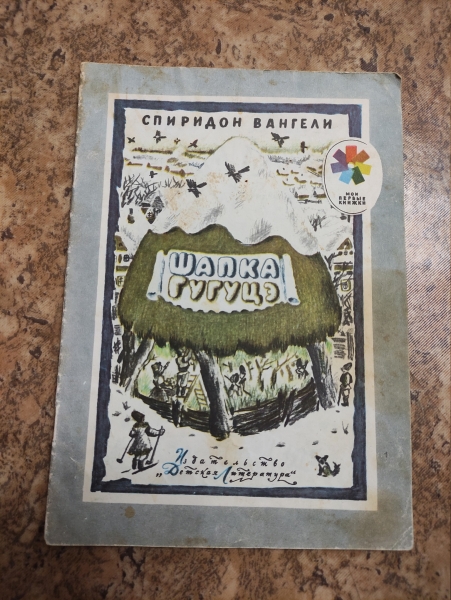 СПИРИДОН ВАНГЕЛИ
МОИ
ПЕРВЫЕ
КНИЖКИ
ШАПКА
ГУГУЦЭ
Издательство
„Детская Литература"